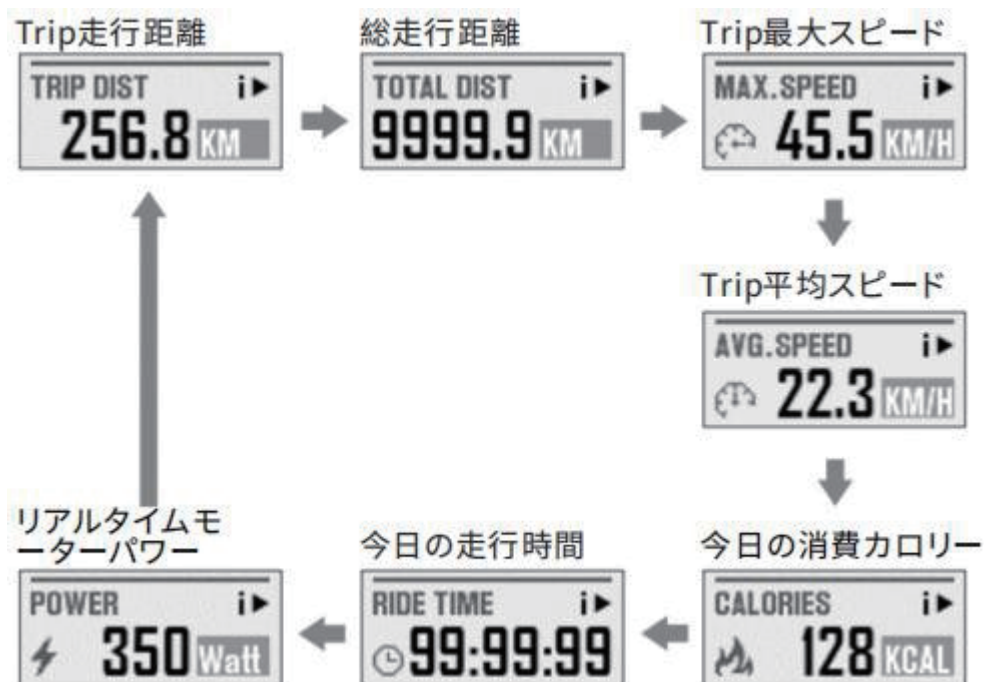 Trip走行距離
TRIP DIST i▶
256.8 KM
総走行距離
TOTAL DIST i▶
9999.9 KM
Trip最大スピード
MAX.SPEED i▶
45.5 KM/H
Trip平均スピード
AVG.SPEED i▶
22.3 KM/H
今日の消費カロリー
CALORIES i▶
128 KCAL
今日の走行時間
RIDE TIME i▶
99:99:99
リアルタイムモ
ーターパワー
POWER i▶
350 Watt